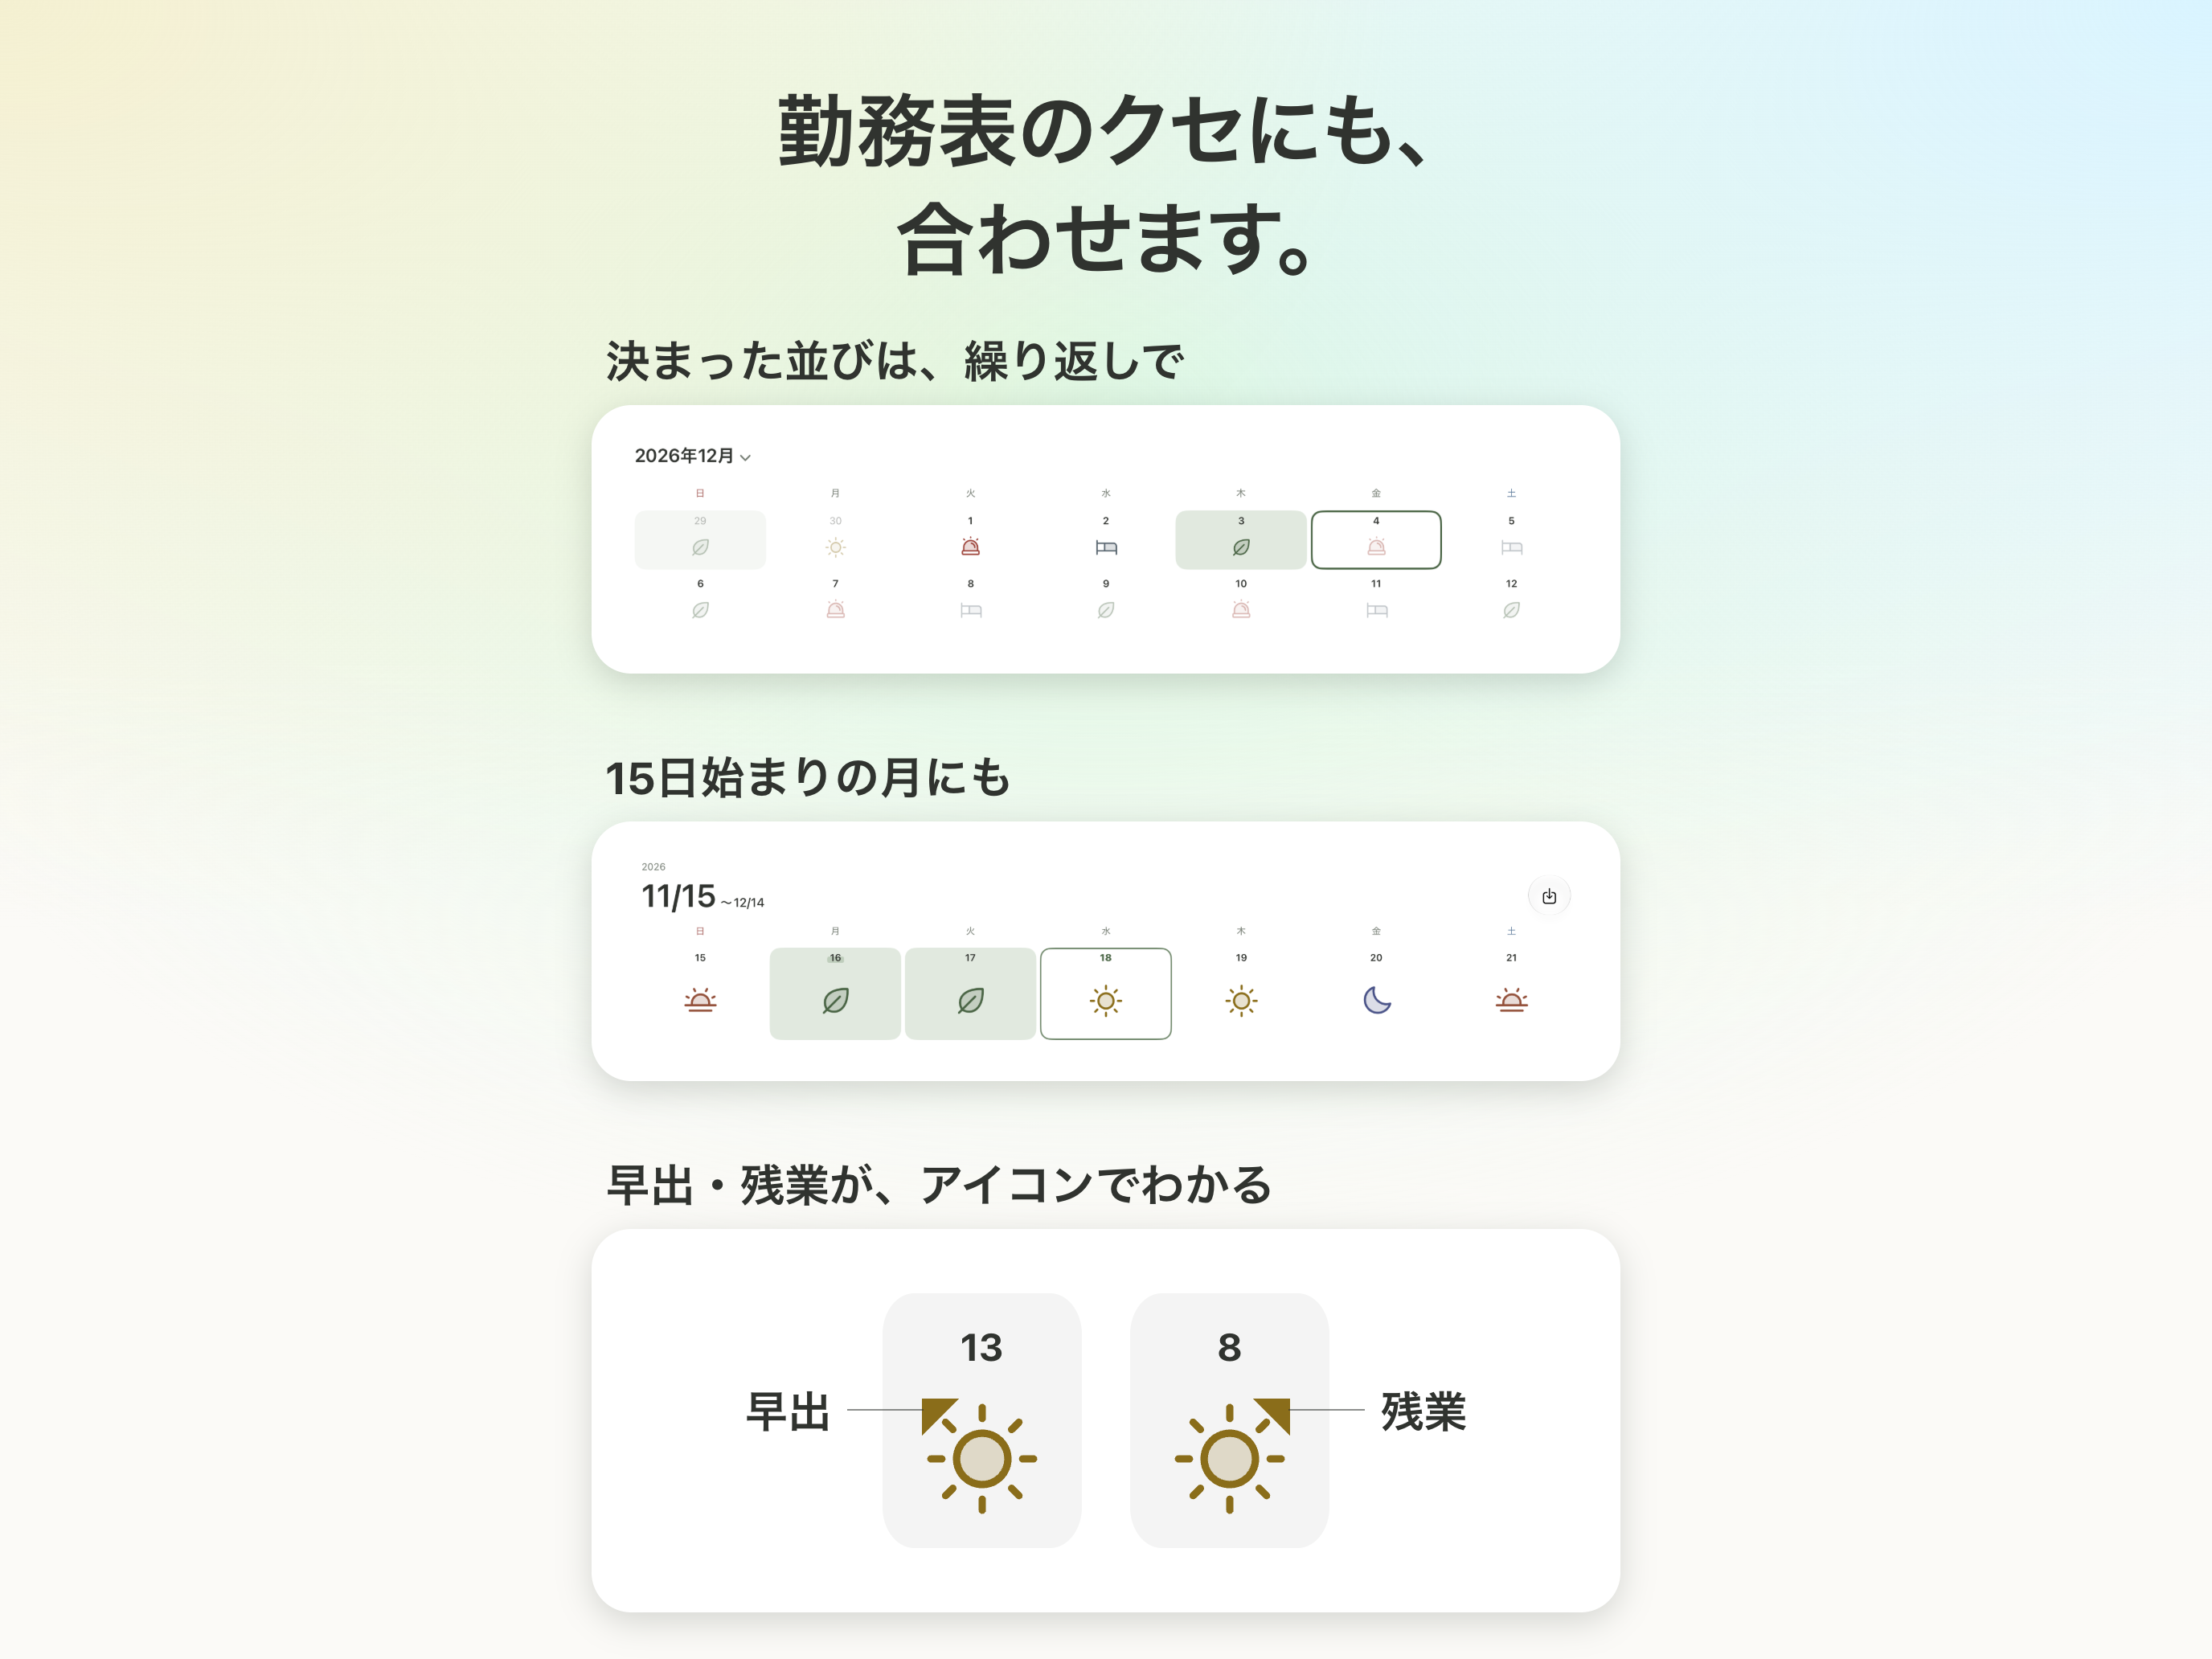 勤務表のクセにも、
合わせます。
決まった並びは、繰り返しで
2026年12月
日 月 火 水 木 金 土
29 30 1 2 3 4 5
6 7 8 9 10 11 12
15日始まりの月にも
2026
11/15 ～12/14
日 月 火 水 木 金 土
15 16 17 18 19 20 21
早出・残業が、アイコンでわかる
13 8
早出 残業